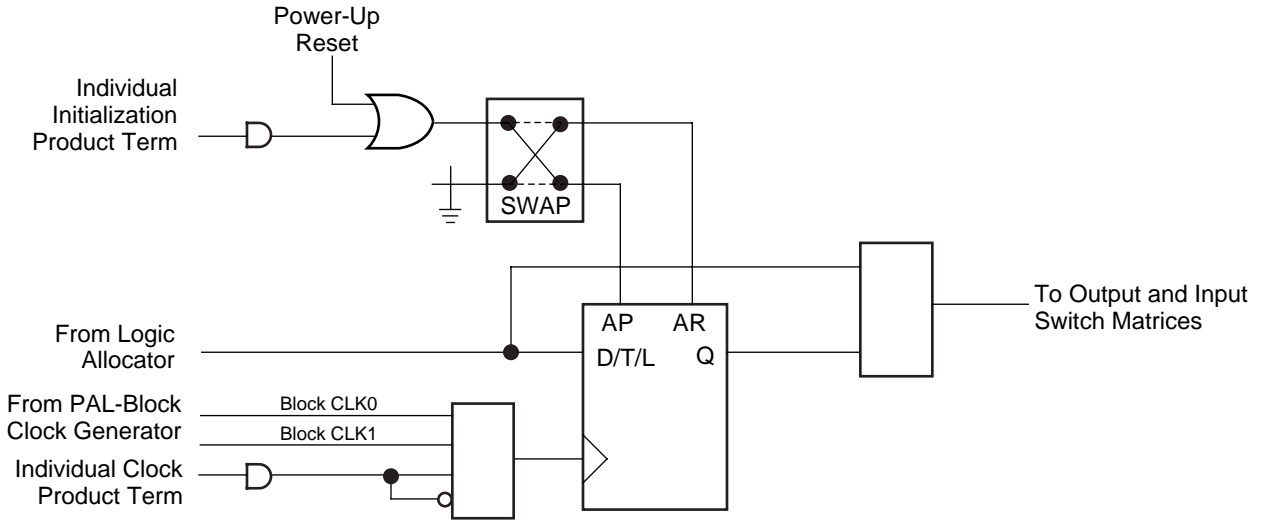 Power-Up
Reset
Individual
Initialization
Product Term
SWAP
To Output and Input
Switch Matrices
AP AR
From Logic
Allocator
D/T/L Q
From PAL-Block
Clock Generator
Block CLK0
Block CLK1
Individual Clock
Product Term